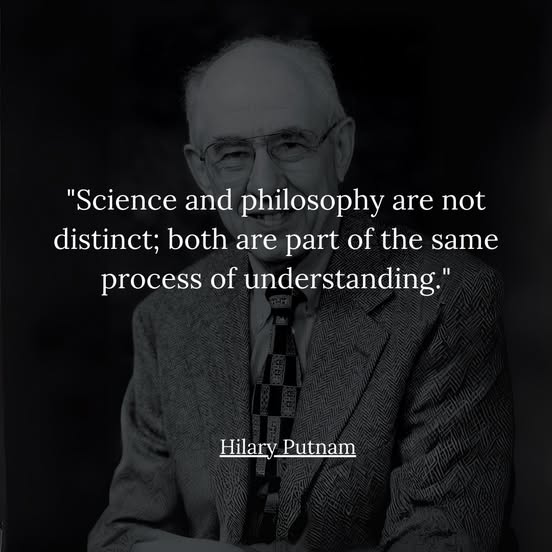 "Science and philosophy are not
distinct; both are part of the same
process of understanding."
Hilary Putnam